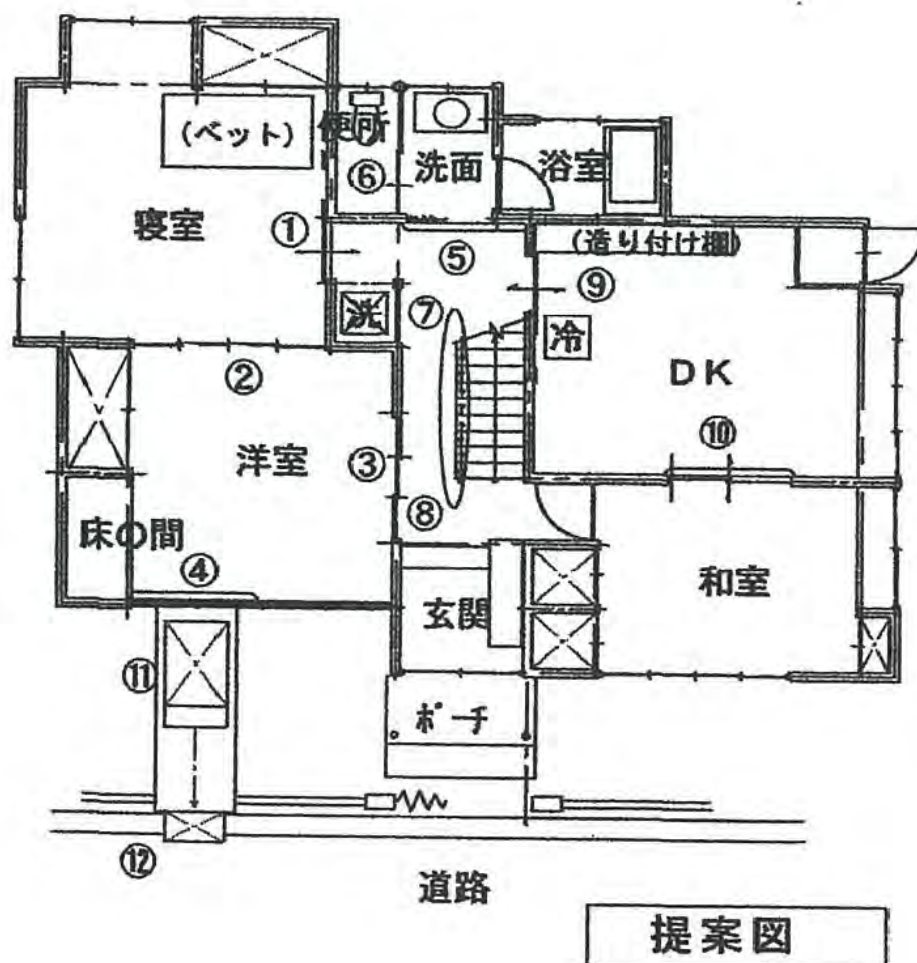 (ベット)
便所
⑥
洗面
浴室
寝室
①
⑤
(造り付け棚)
⑨
洗
⑦
冷
DK
②
⑩
洋室
③
⑧
床の間
④
和室
玄関
⑪
ポーチ
⑫
道路
提案図